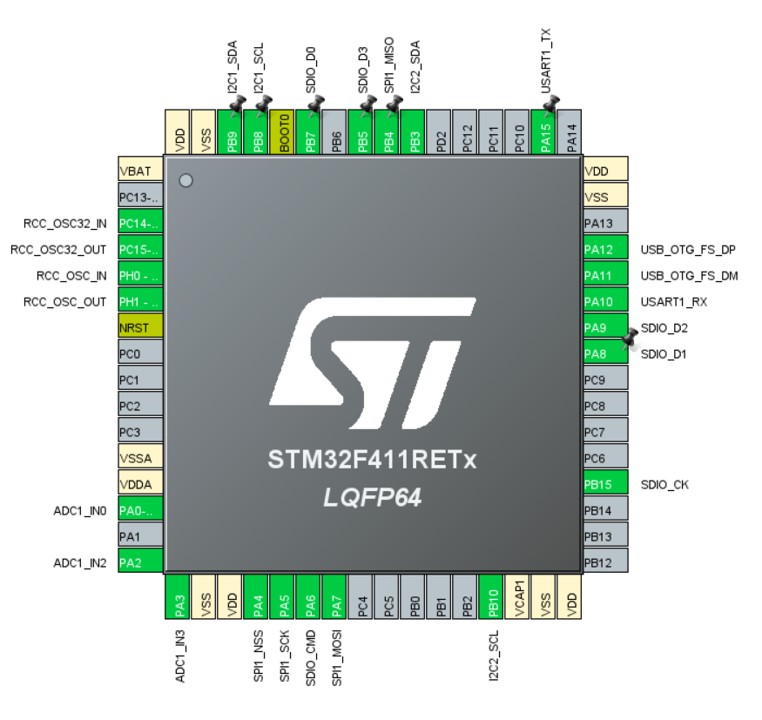 I2C1_SDA
I2C1_SCL
SDIO_D0
SDIO_D3
SPI1_MISO
I2C2_SDA
USART1_TX
VDD
VSS
PB9
PB8
BOOT0
PB7
PB6
PB5
PB4
PB3
PD2
PC12
PC11
PC10
PA15
PA14
VBAT
PC13-..
RCC_OSC32_IN PC14-..
RCC_OSC32_OUT PC15-..
RCC_OSC_IN PH0 - ..
RCC_OSC_OUT PH1 - ..
NRST
PC0
PC1
PC2
PC3
VSSA
VDDA
ADC1_IN0 PA0-..
PA1
ADC1_IN2 PA2
VDD
VSS
PA13
PA12 USB_OTG_FS_DP
PA11 USB_OTG_FS_DM
PA10 USART1_RX
PA9 SDIO_D2
PA8 SDIO_D1
PC9
PC8
PC7
PC6
PB15 SDIO_CK
PB14
PB13
PB12
ST
STM32F411RETx
LQFP64
PA3
VSS
VDD
PA4
PA5
PA6
PA7
PC4
PC5
PB0
PB1
PB2
PB10
VCAP1
VSS
VDD
ADC1_IN3
SPI1_NSS
SPI1_SCK
SDIO_CMD
SPI1_MOSI
I2C2_SCL